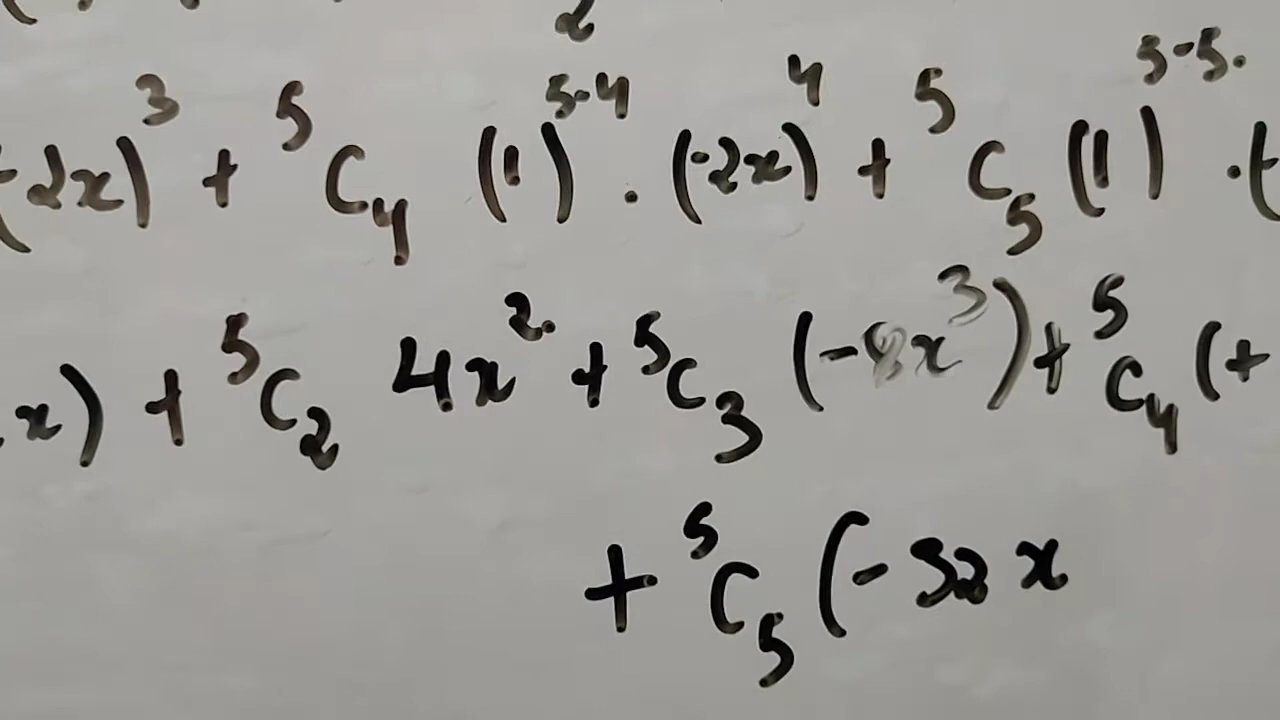 2
-2x)³ + ⁵C₄ (1)⁵⁻⁴ . (-2x)⁴ + ⁵C₅ (1)⁵⁻⁵ . (
x) + ⁵C₂ 4x² + ⁵C₃ (-8x³) + ⁵C₄ (+
+ ⁵C₅ (-32x